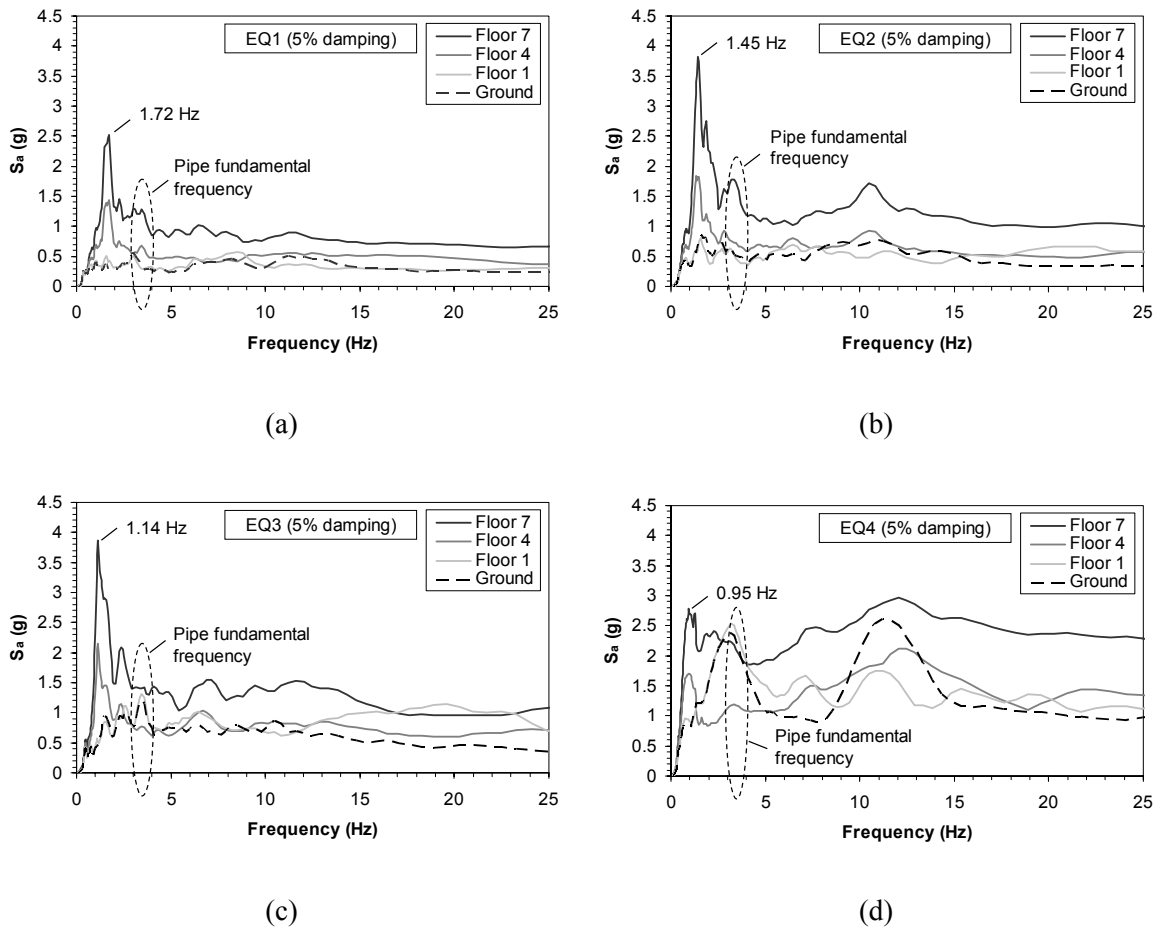 EQ1 (5% damping)
Floor 7
Floor 4
Floor 1
Ground
1.72 Hz
Pipe fundamental
frequency
Sa (g)
4.5
4
3.5
3
2.5
2
1.5
1
0.5
0
0 5 10 15 20 25
Frequency (Hz)
(a)
EQ2 (5% damping)
Floor 7
Floor 4
Floor 1
Ground
1.45 Hz
Pipe fundamental
frequency
Sa (g)
4.5
4
3.5
3
2.5
2
1.5
1
0.5
0
0 5 10 15 20 25
Frequency (Hz)
(b)
EQ3 (5% damping)
Floor 7
Floor 4
Floor 1
Ground
1.14 Hz
Pipe fundamental
frequency
Sa (g)
4.5
4
3.5
3
2.5
2
1.5
1
0.5
0
0 5 10 15 20 25
Frequency (Hz)
(c)
EQ4 (5% damping)
Floor 7
Floor 4
Floor 1
Ground
0.95 Hz
Pipe fundamental
frequency
Sa (g)
4.5
4
3.5
3
2.5
2
1.5
1
0.5
0
0 5 10 15 20 25
Frequency (Hz)
(d)